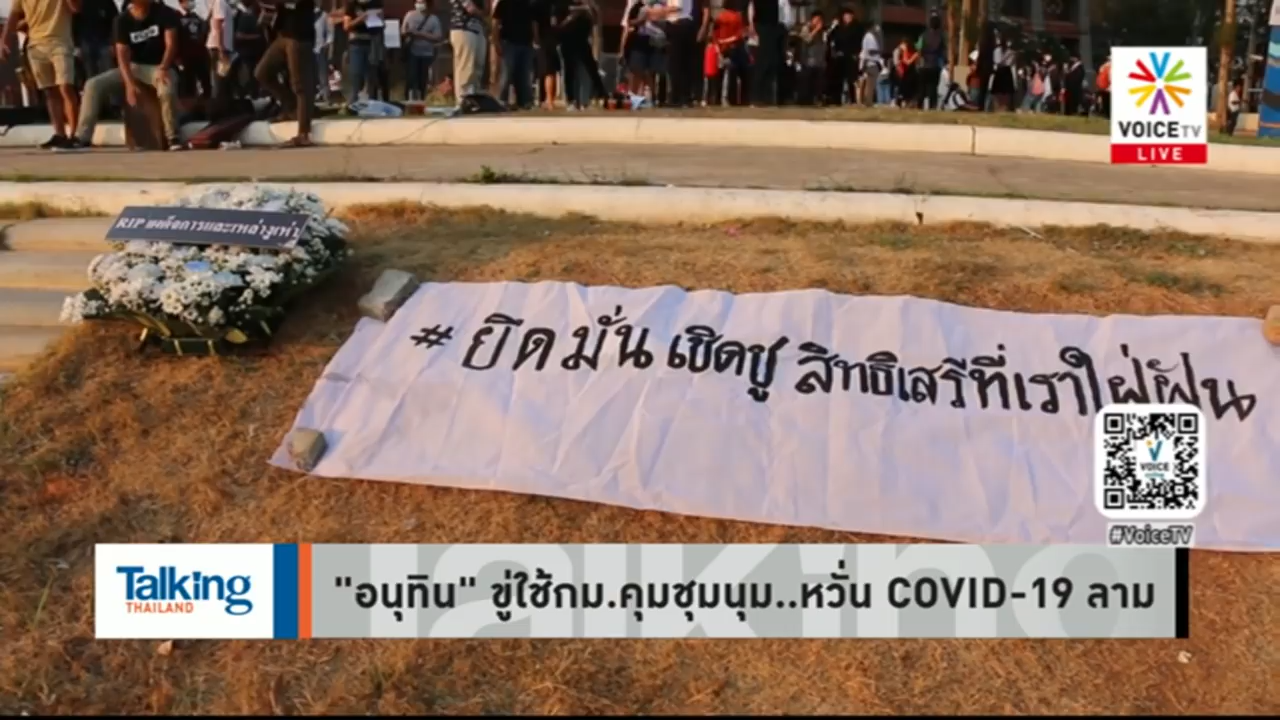 VOICE TV
LIVE
RIP
# ยึดมั่น เชิดชู สิทธิเสรีที่เราใฝ่ฝัน
VOICE
#VoiceTV
Talking
THAILAND
"อนุทิน" ขู่ใช้กม.คุมชุมนุม..หวั่น COVID-19 ลาม